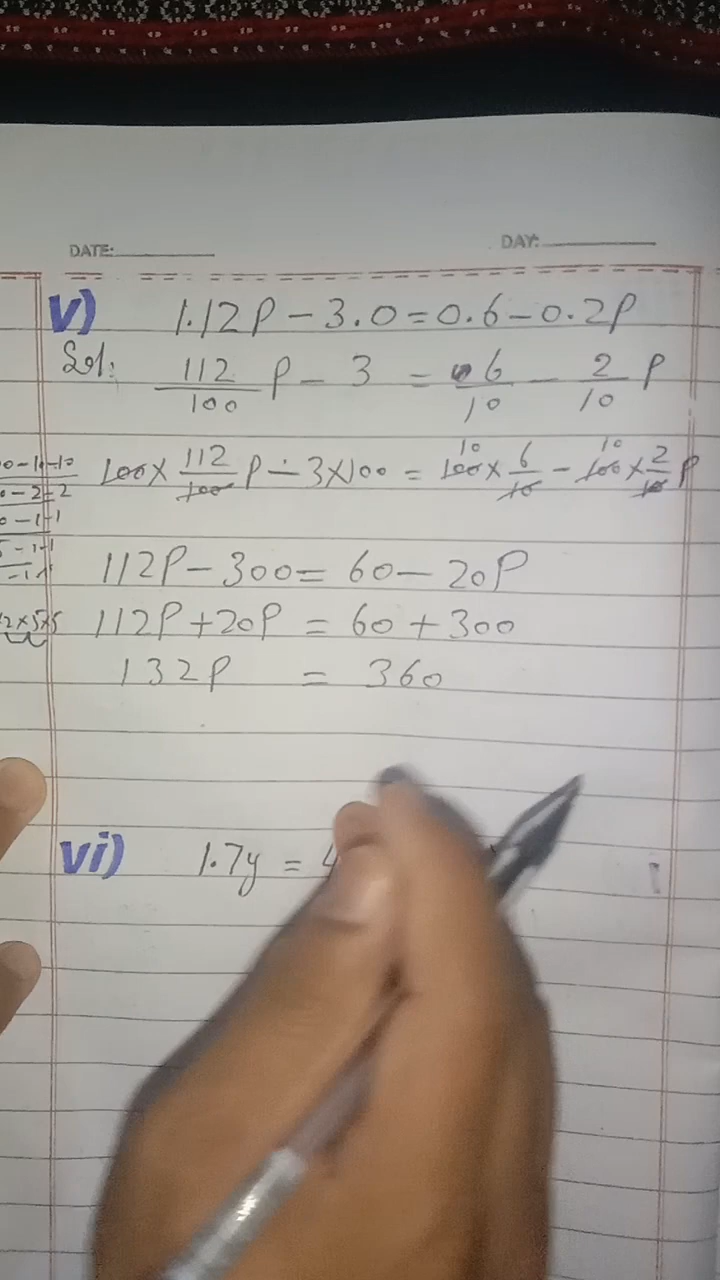 DATE: DAY:
v) 1.12P - 3.0 = 0.6 - 0.2P
Sol: 112/100 P - 3 = 6/10 - 2/10 P
100 × 112/100 P - 3×100 = 10 100 × 6/10 - 10 100 × 2/10 P
112P - 300 = 60 - 20P
112P + 20P = 60 + 300
132P = 360
vi) 1.7y = 4